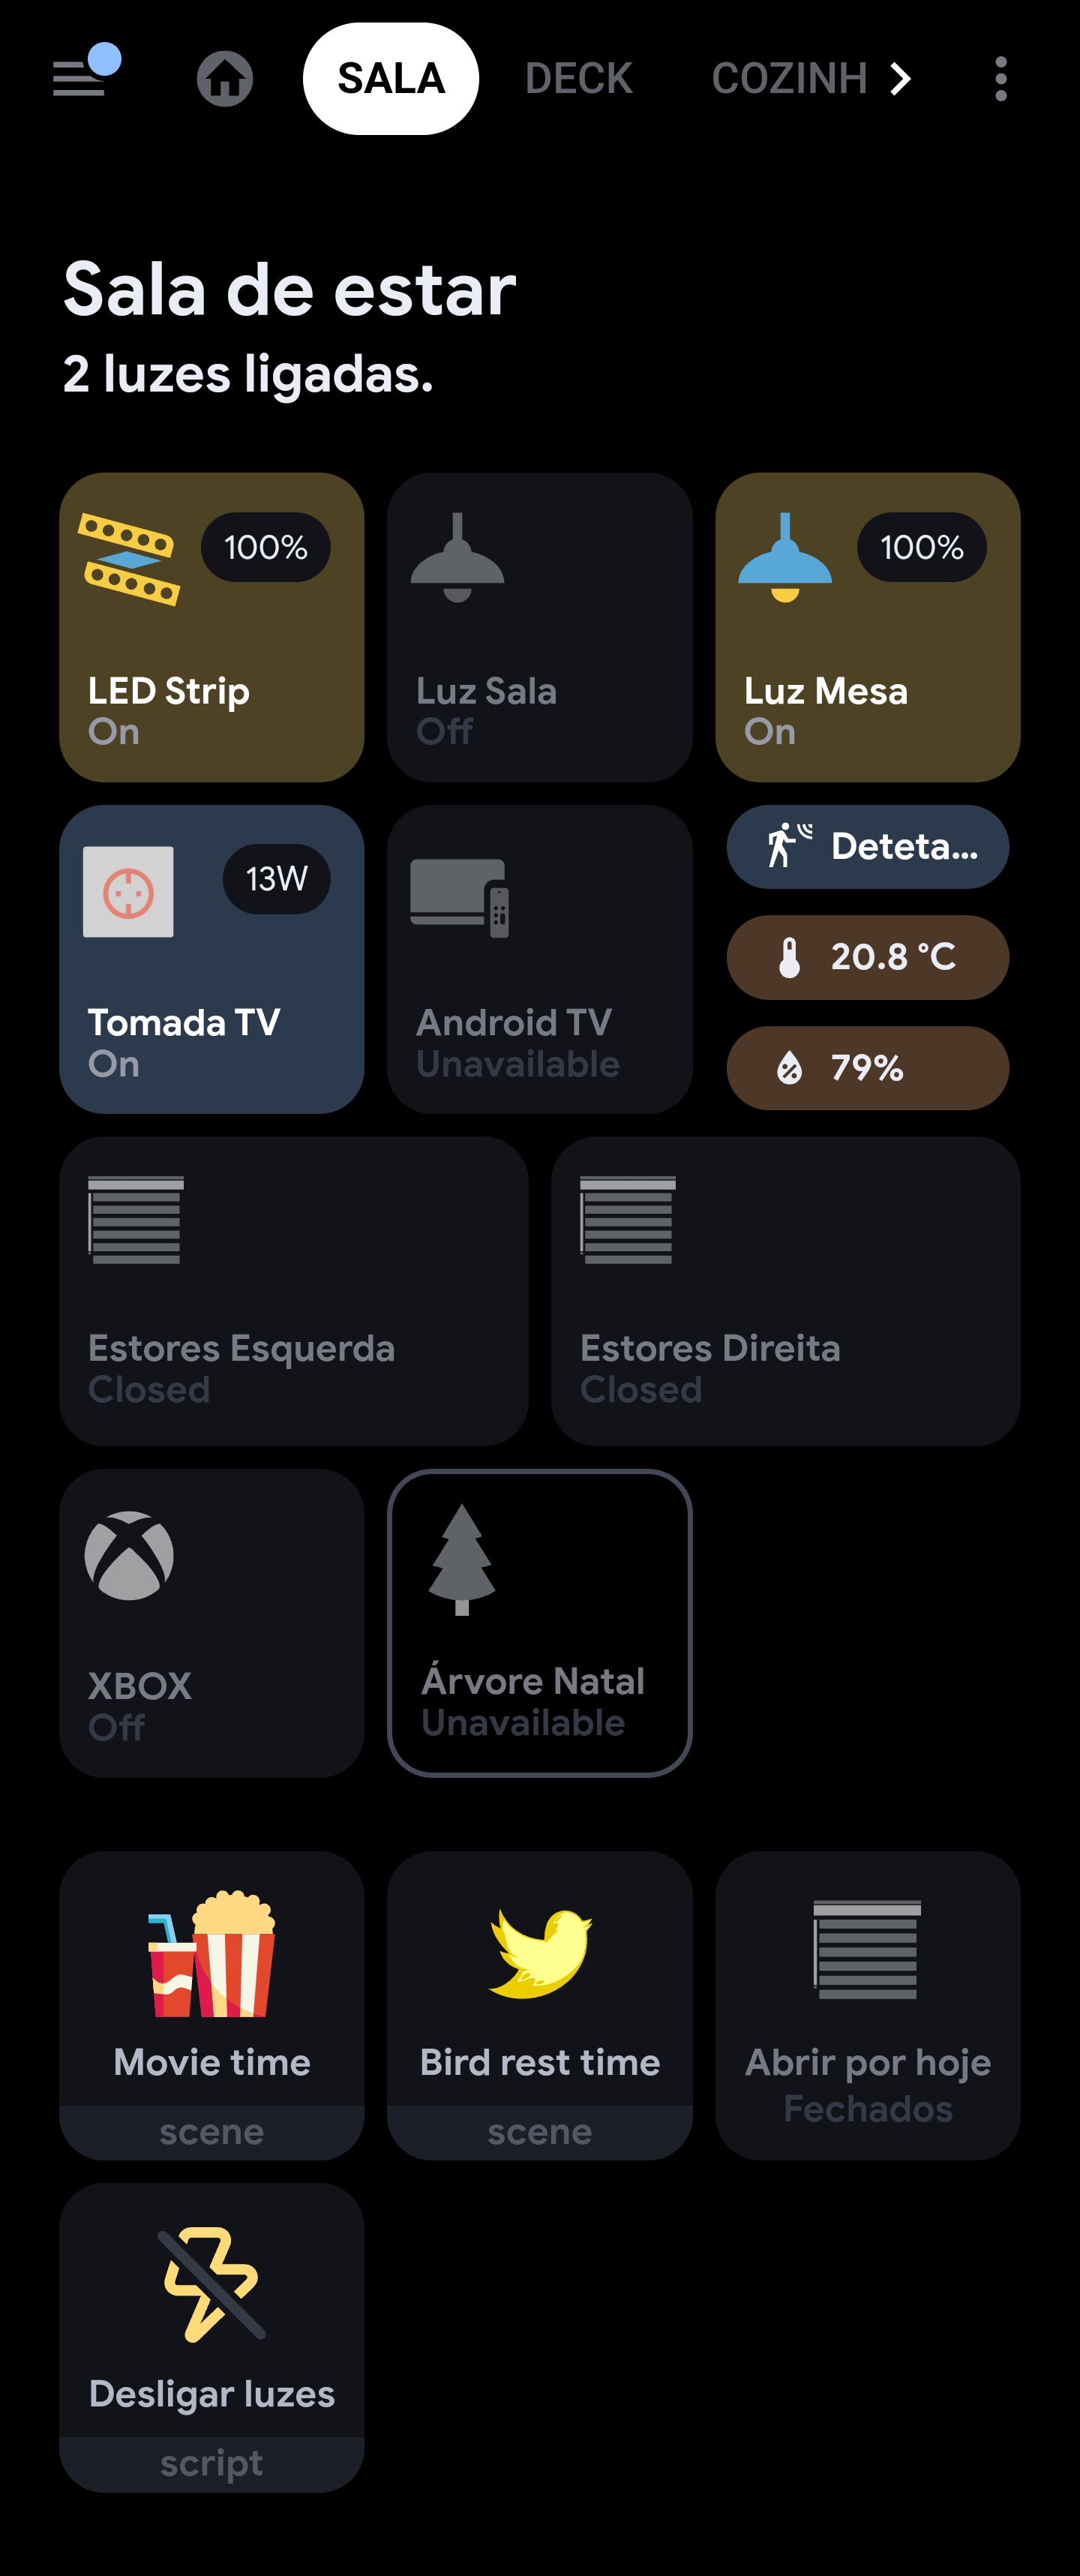 SALA
DECK
COZINH
Sala de estar
2 luzes ligadas.
100%
LED Strip
On
Luz Sala
Off
100%
Luz Mesa
On
13W
Tomada TV
On
Android TV
Unavailable
Deteta...
20.8 °C
79%
Estores Esquerda
Closed
Estores Direita
Closed
XBOX
Off
Árvore Natal
Unavailable
Movie time
scene
Bird rest time
scene
Abrir por hoje
Fechados
Desligar luzes
script